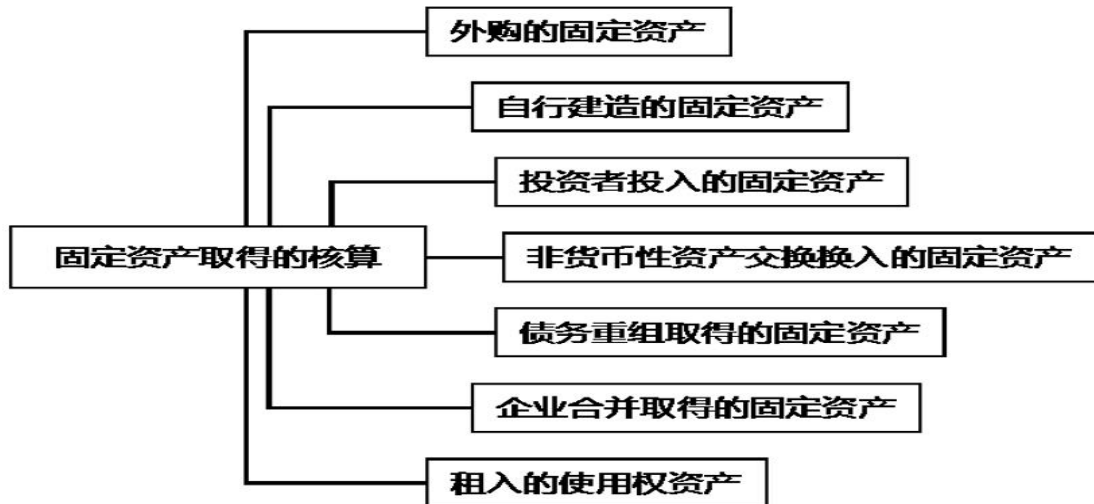 外购的固定资产
自行建造的固定资产
投资者投入的固定资产
固定资产取得的核算
非货币性资产交换换入的固定资产
债务重组取得的固定资产
企业合并取得的固定资产
租入的使用权资产